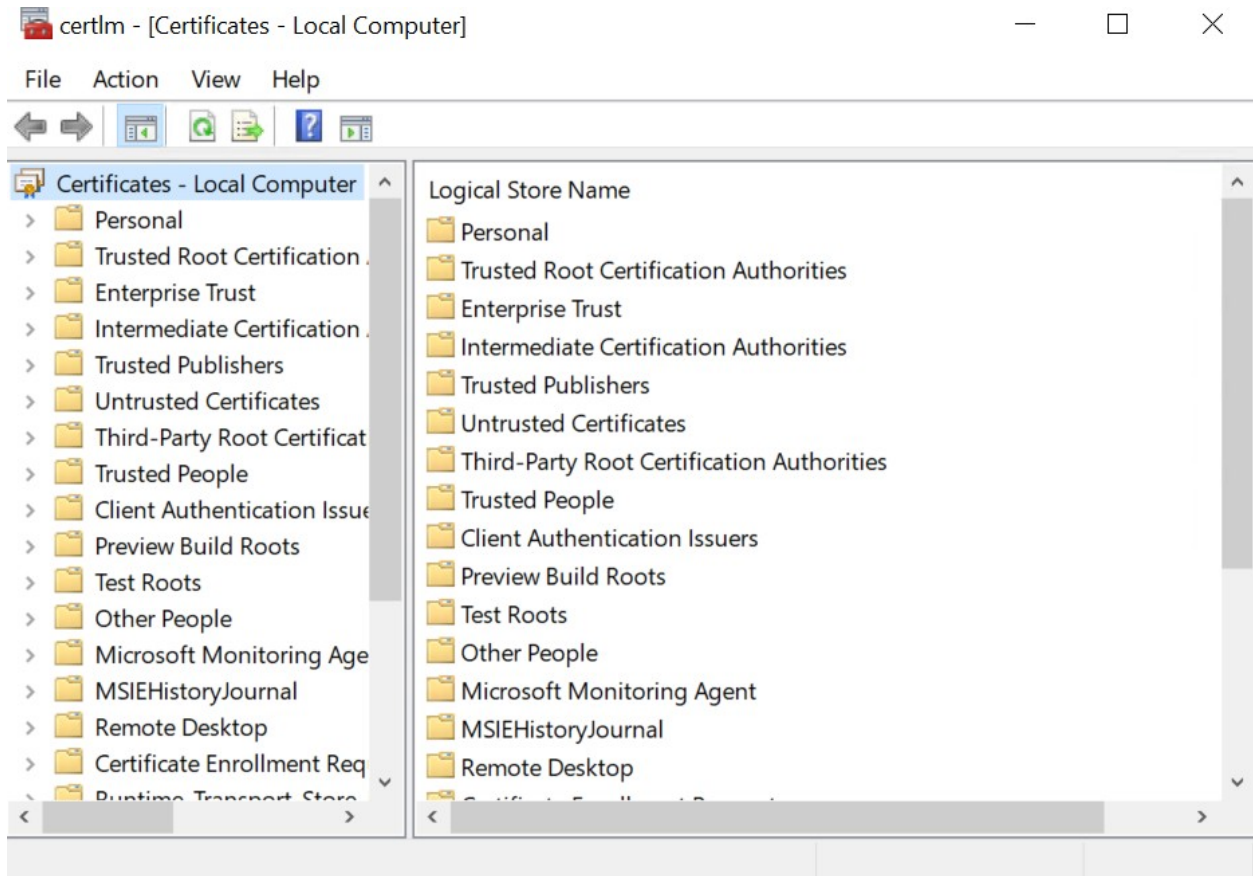 certlm - [Certificates - Local Computer]
File Action View Help
Certificates - Local Computer
Personal
Trusted Root Certification
Enterprise Trust
Intermediate Certification
Trusted Publishers
Untrusted Certificates
Third-Party Root Certificat
Trusted People
Client Authentication Issue
Preview Build Roots
Test Roots
Other People
Microsoft Monitoring Age
MSIEHistoryJournal
Remote Desktop
Certificate Enrollment Req
Runtime Transport Store
Logical Store Name
Personal
Trusted Root Certification Authorities
Enterprise Trust
Intermediate Certification Authorities
Trusted Publishers
Untrusted Certificates
Third-Party Root Certification Authorities
Trusted People
Client Authentication Issuers
Preview Build Roots
Test Roots
Other People
Microsoft Monitoring Agent
MSIEHistoryJournal
Remote Desktop